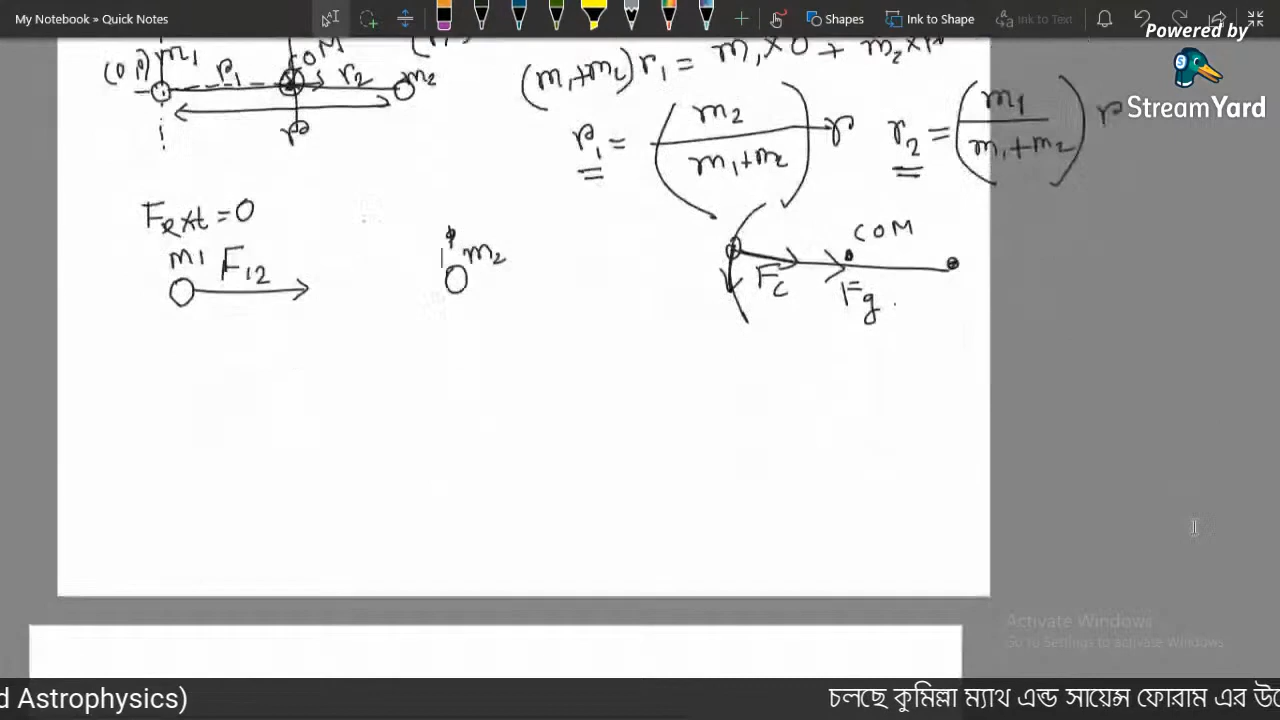 My Notebook » Quick Notes
Shapes
Ink to Shape
Ink to Text
Powered by
StreamYard
(0,0) m1 r1 COM r2 m2
r
(m1+m2) r1 = m1×0 + m2×r
r1 = (m2 / m1+m2) r
r2 = (m1 / m1+m2) r
Fext = 0
m1 F12
m2
COM
Fc
Fg
Activate Windows
Go to Settings to activate Windows.
d Astrophysics)
চলছে কুমিল্লা ম্যাথ এন্ড সায়েন্স ফোরাম এর